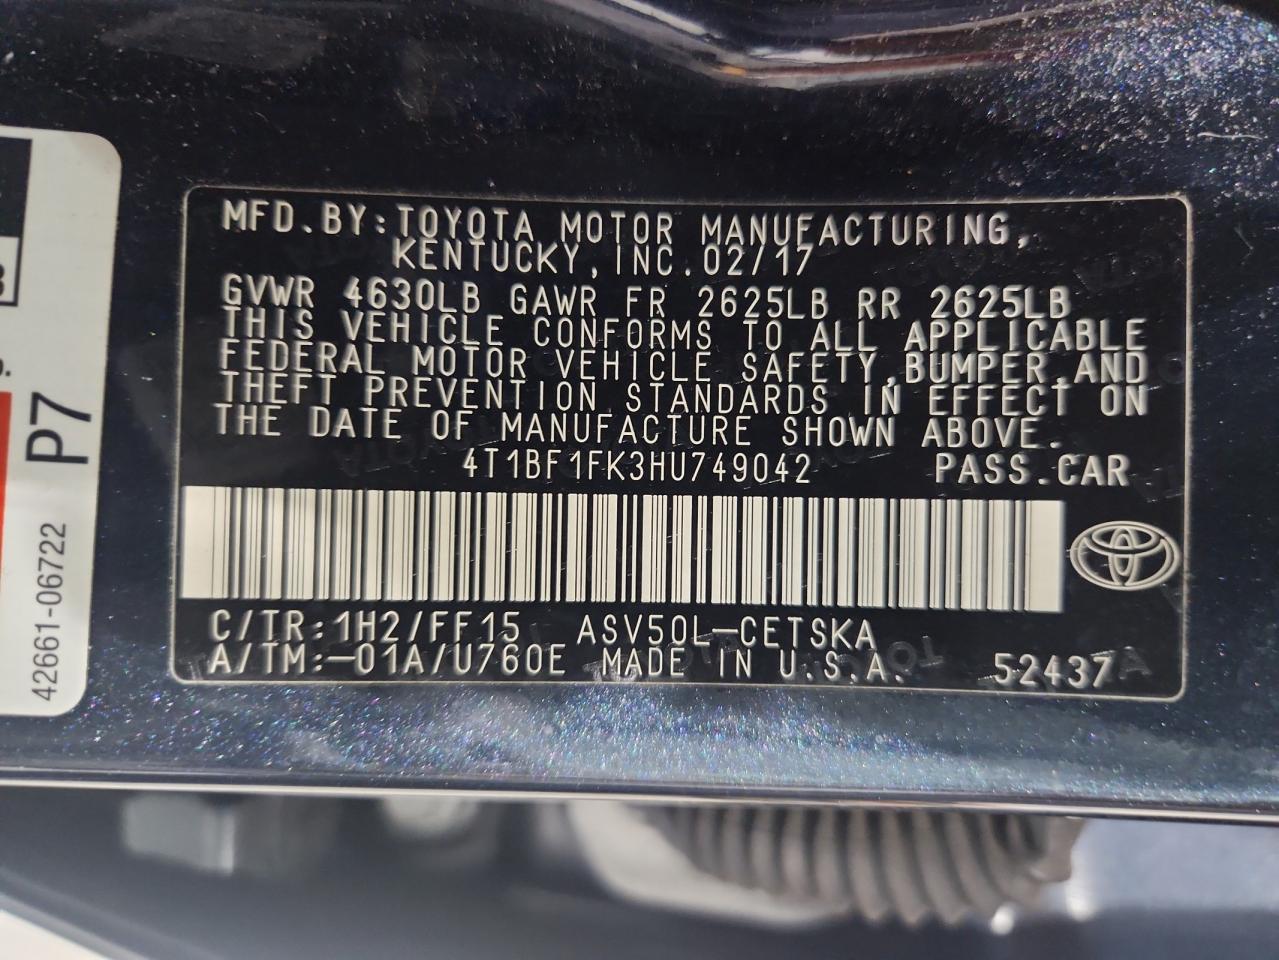 MFD.BY:TOYOTA MOTOR MANUFACTURING,
KENTUCKY,INC.02/17
GVWR 4630LB GAWR FR 2625LB RR 2625LB
THIS VEHICLE CONFORMS TO ALL APPLICABLE
FEDERAL MOTOR VEHICLE SAFETY,BUMPER,AND
THEFT PREVENTION STANDARDS IN EFFECT ON
THE DATE OF MANUFACTURE SHOWN ABOVE.
4T1BF1FK3HU749042 PASS.CAR
C/TR:1H2/FF15 ASV50L-CETSKA
A/TM:-01A/U760E MADE IN U.S.A. 52437
P7
42661-06722